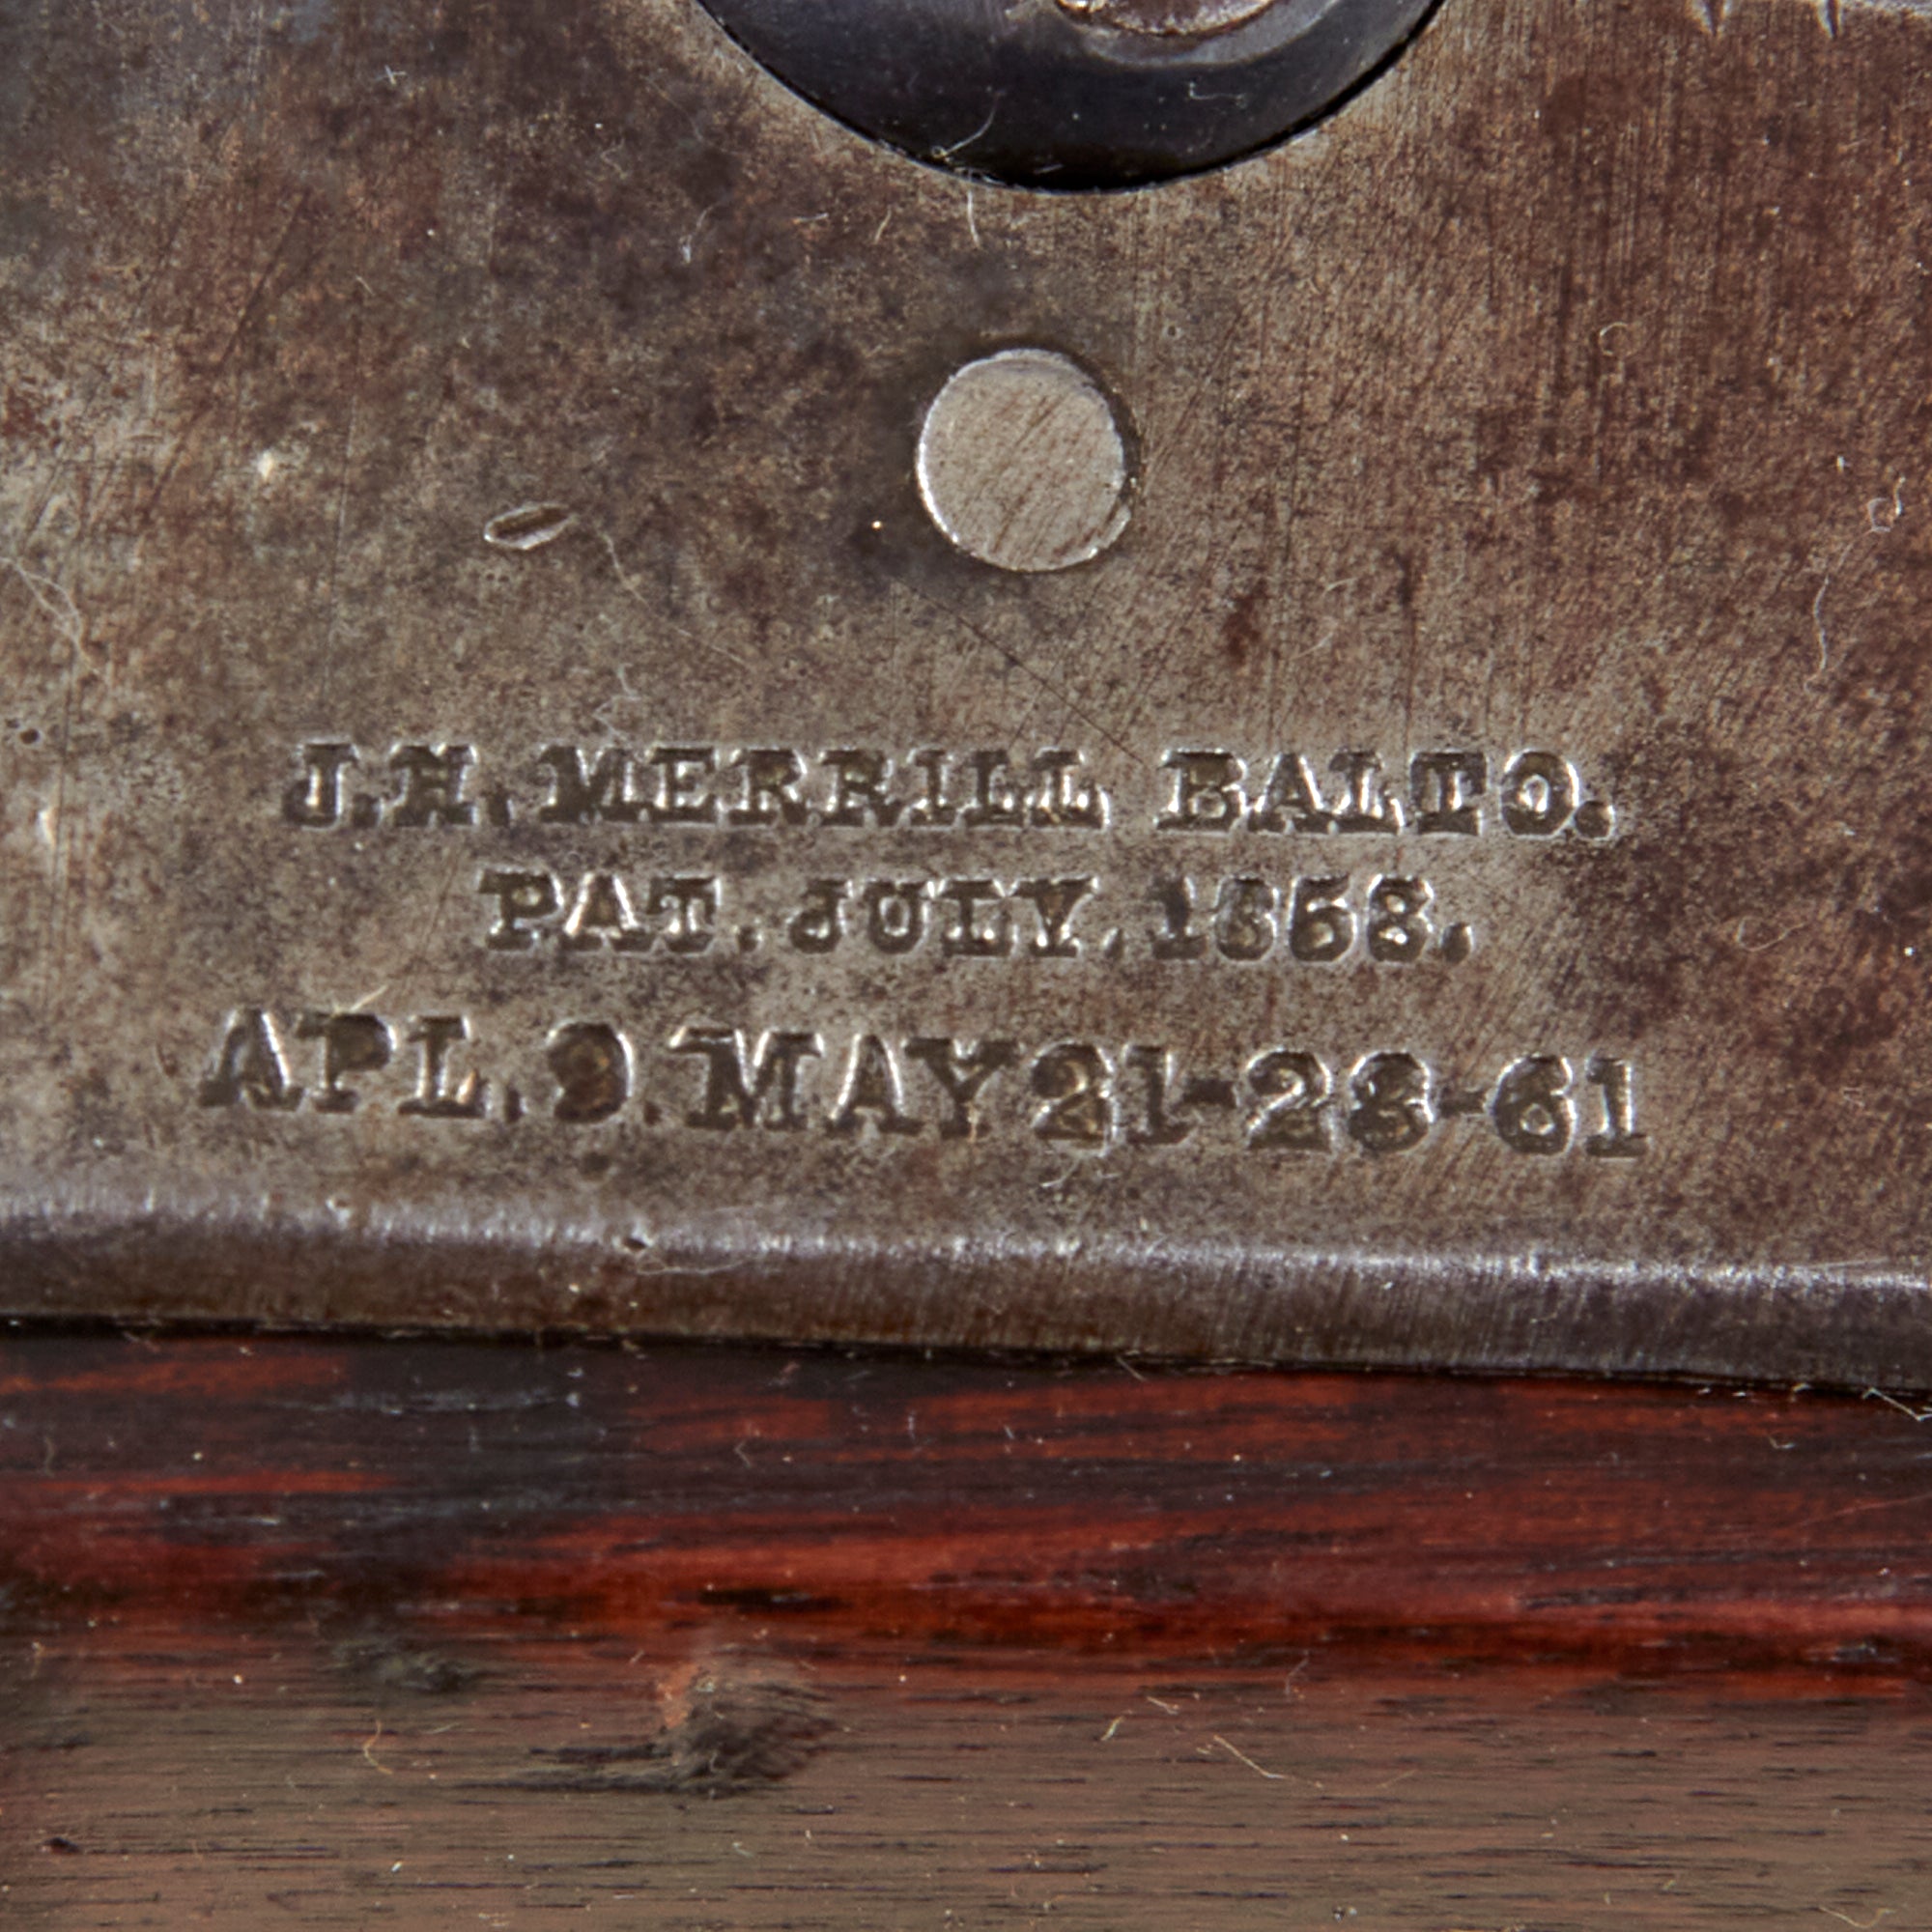 J.H. MERRILL BALTO.
PAT. JULY. 1858.
APL. 9. MAY 21-28-61